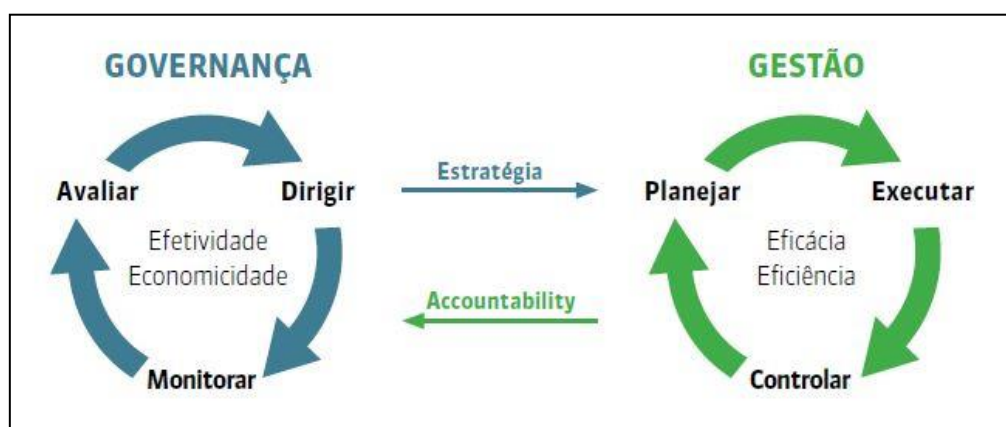 GOVERNANÇA
Avaliar
Dirigir
Efetividade
Economicidade
Monitorar
Estratégia
Accountability
GESTÃO
Planejar
Executar
Eficácia
Eficiência
Controlar